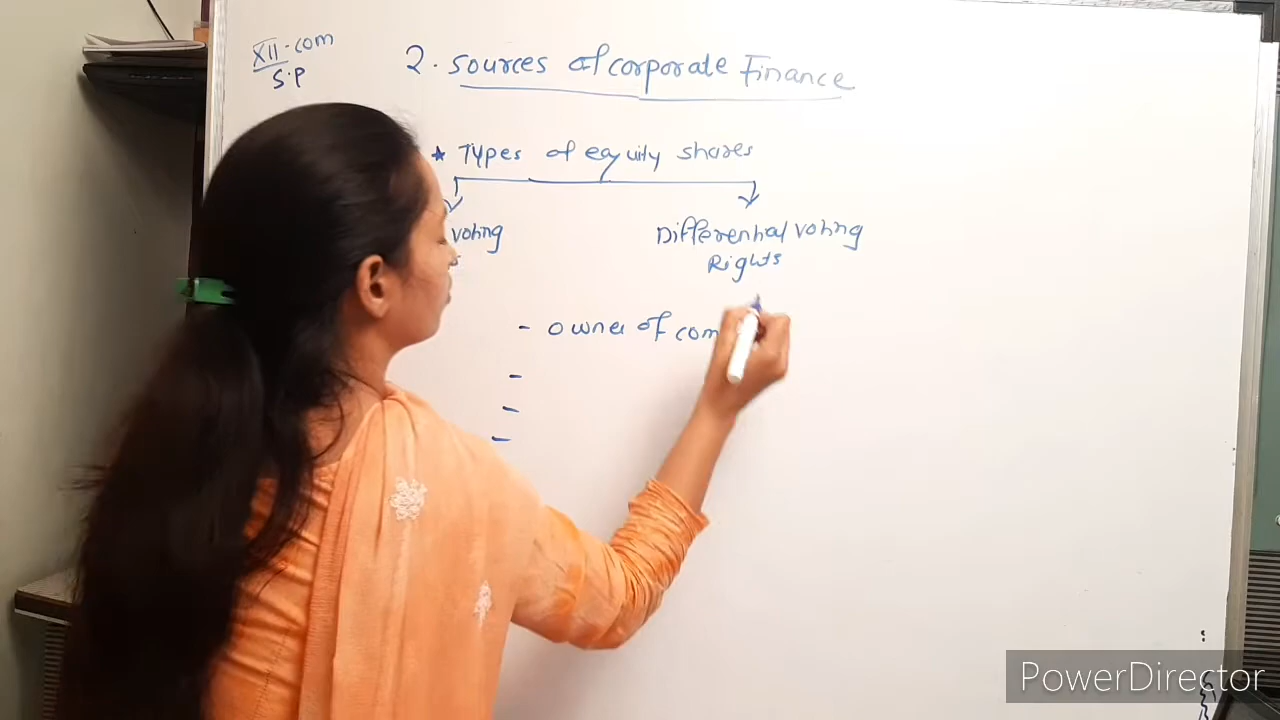 XII-com
S.P
2. Sources of corporate Finance
* Types of equity shares
voting
Differential voting
Rights
- owner of com
-
-
-
PowerDirector